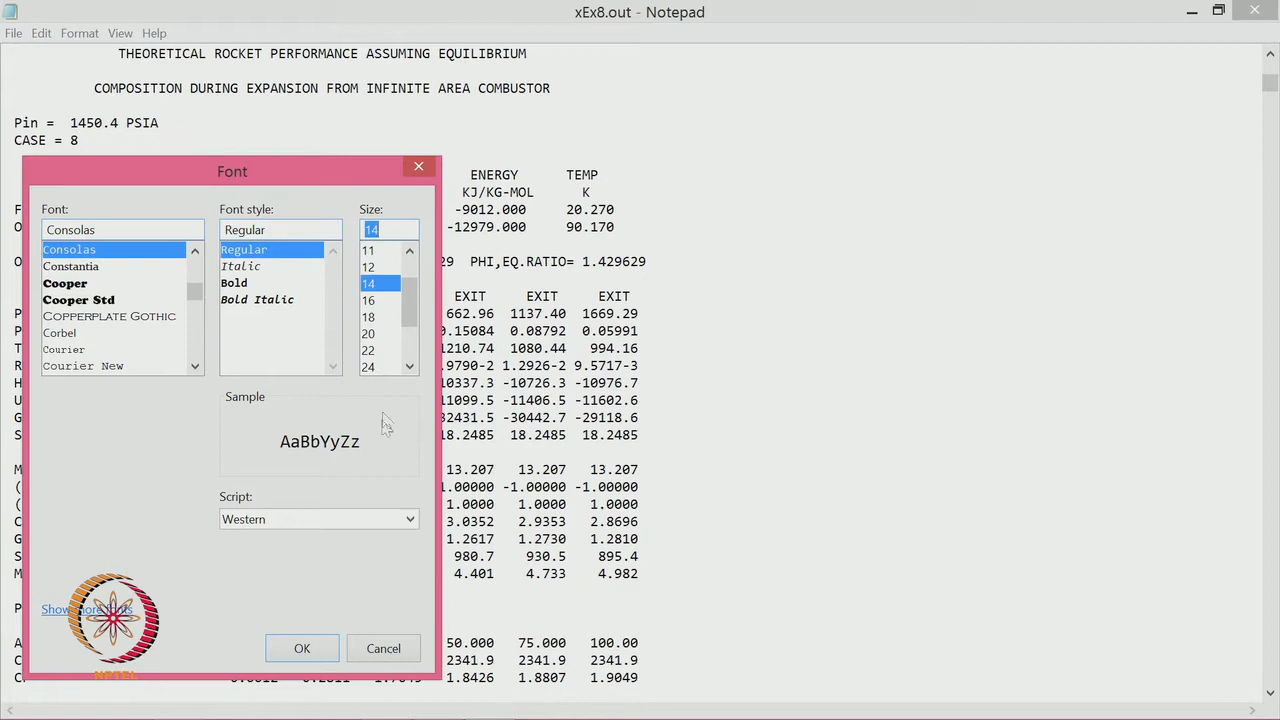 xEx8.out - Notepad
File Edit Format View Help
THEORETICAL ROCKET PERFORMANCE ASSUMING EQUILIBRIUM
COMPOSITION DURING EXPANSION FROM INFINITE AREA COMBUSTOR
Pin = 1450.4 PSIA
CASE = 8
ENERGY TEMP
KJ/KG-MOL K
-9012.000 20.270
-12979.000 90.170
PHI,EQ.RATIO= 1.429629
EXIT EXIT EXIT
662.96 1137.40 1669.29
0.15084 0.08792 0.05991
1210.74 1080.44 994.16
.9790-2 1.2926-2 9.5717-3
10337.3 -10726.3 -10976.7
11099.5 -11406.5 -11602.6
32431.5 -30442.7 -29118.6
18.2485 18.2485 18.2485
13.207 13.207 13.207
1.00000 -1.00000 -1.00000
1.0000 1.0000 1.0000
3.0352 2.9353 2.8696
1.2617 1.2730 1.2810
980.7 930.5 895.4
4.401 4.733 4.982
50.000 75.000 100.00
2341.9 2341.9 2341.9
1.8426 1.8807 1.9049
Font
Font: Font style: Size:
Consolas Regular 14
Consolas Regular 11
Constantia Italic 12
Cooper Bold 14
Cooper Std Bold Italic 16
Copperplate Gothic 18
Corbel 20
Courier 22
Courier New 24
Sample
AaBbYyZz
Script:
Western
Show more fonts
OK Cancel
NPTEL